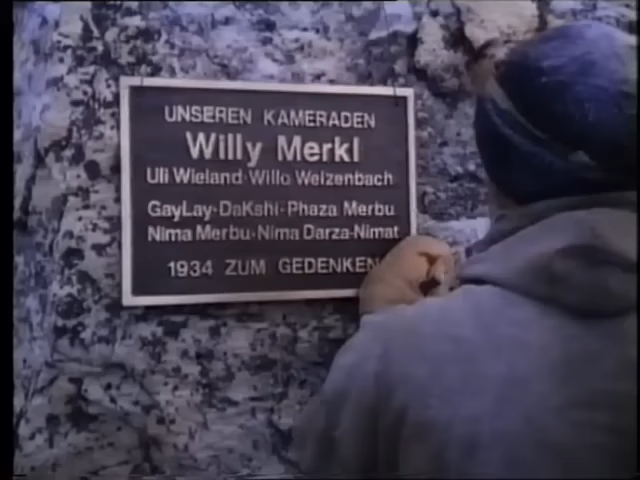 UNSEREN KAMERADEN
Willy Merkl
Uli Wieland·Willo Welzenbach
GayLay·DaKshi·Phaza Merbu
Nima Merbu·Nima Darza·Nimat
1934 ZUM GEDENKEN